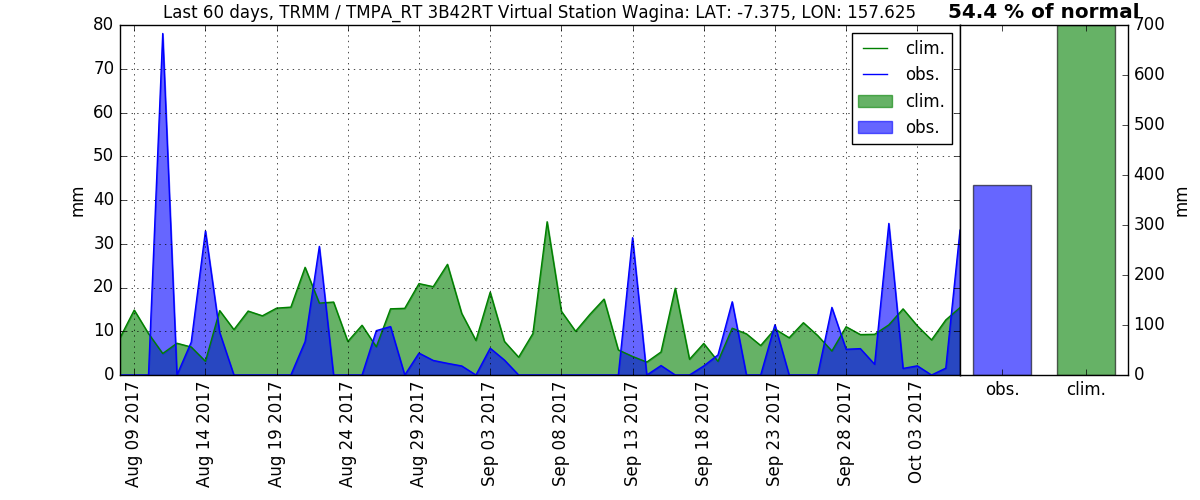 Last 60 days, TRMM / TMPA_RT 3B42RT Virtual Station Wagina: LAT: -7.375, LON: 157.625
54.4 % of normal
80
70
60
50
40
30
20
10
0
mm
clim.
obs.
clim.
obs.
700
600
500
400
300
200
100
0
mm
Aug 09 2017
Aug 14 2017
Aug 19 2017
Aug 24 2017
Aug 29 2017
Sep 03 2017
Sep 08 2017
Sep 13 2017
Sep 18 2017
Sep 23 2017
Sep 28 2017
Oct 03 2017
obs.
clim.